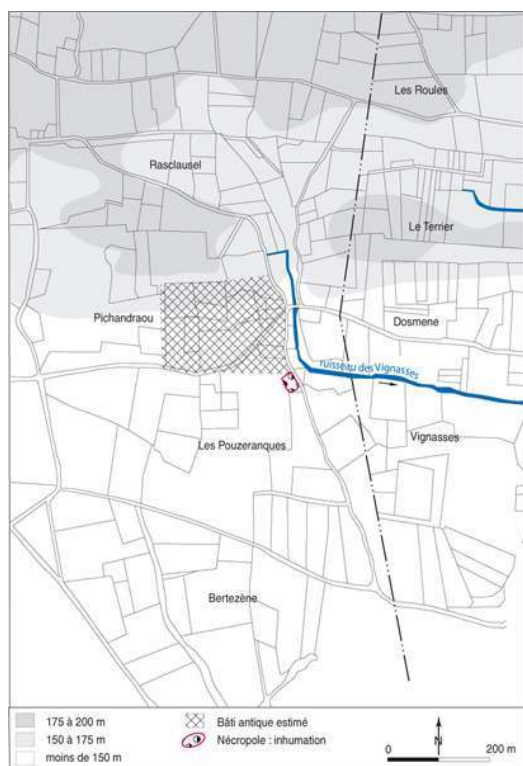 Les Roules
Rasclausel
Le Terrier
Pichandraou
Dosmene
ruisseau des Vignasses
Les Pouzeranques
Vignasses
Bertezène
175 à 200 m
150 à 175 m
moins de 150 m
Bâti antique estimé
Nécropole : inhumation
N
0 200 m